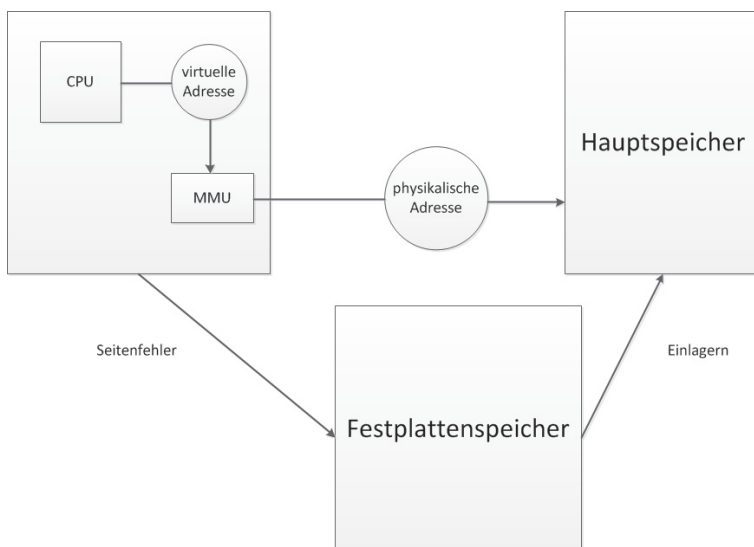 CPU
virtuelle
Adresse
MMU
physikalische
Adresse
Hauptspeicher
Seitenfehler
Einlagern
Festplattenspeicher